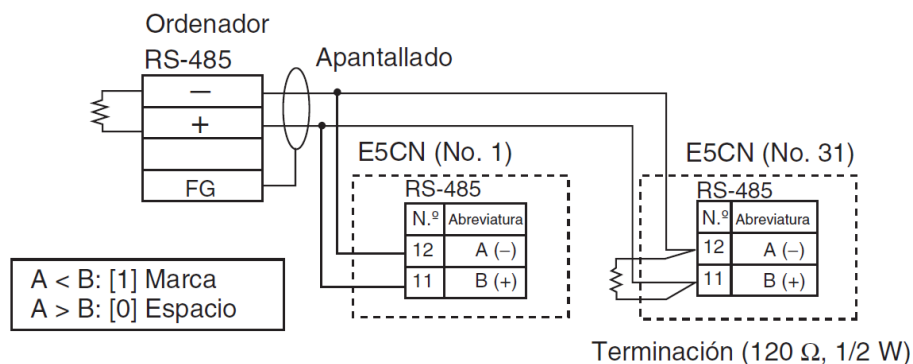 Ordenador
RS-485
Apantallado
−
+
FG
E5CN (No. 1)
RS-485
N.º Abreviatura
12 A (−)
11 B (+)
E5CN (No. 31)
RS-485
N.º Abreviatura
12 A (−)
11 B (+)
A < B: [1] Marca
A > B: [0] Espacio
Terminación (120 Ω, 1/2 W)